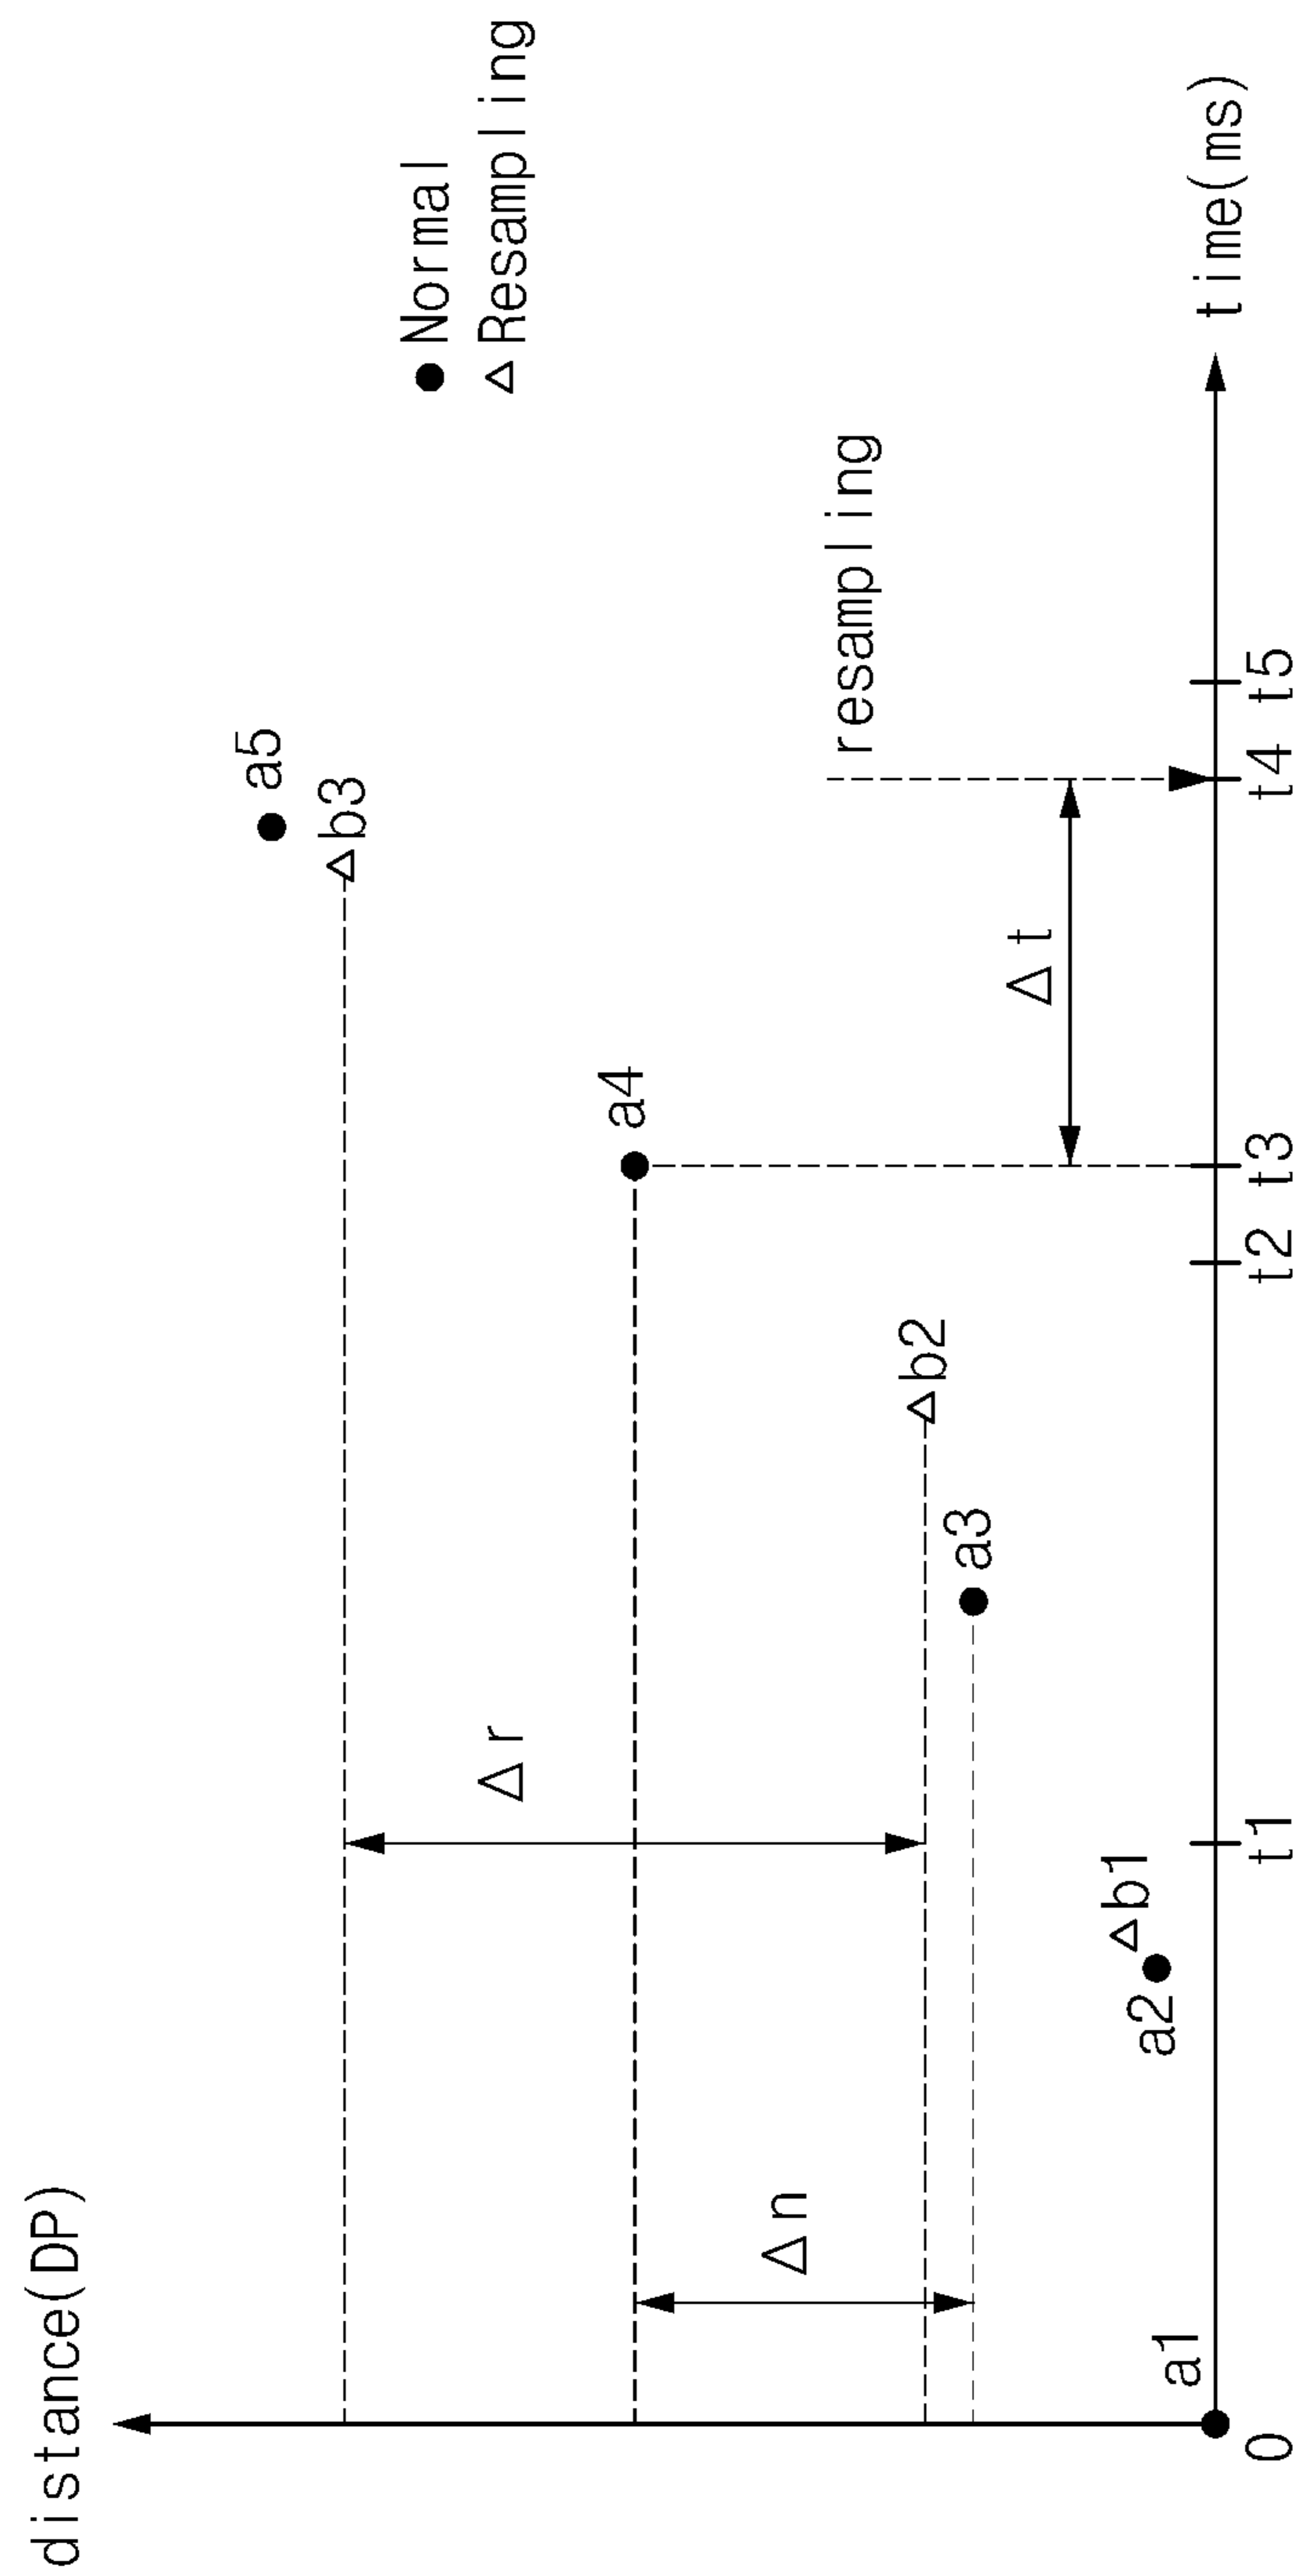 distance(DP)
● Normal
△ Resampling
a5
△b3
Δr
a4
resampling
Δn
△b2
a3
Δt
△b1
a2
a1
0
t1
t2
t3
t4
t5
time(ms)